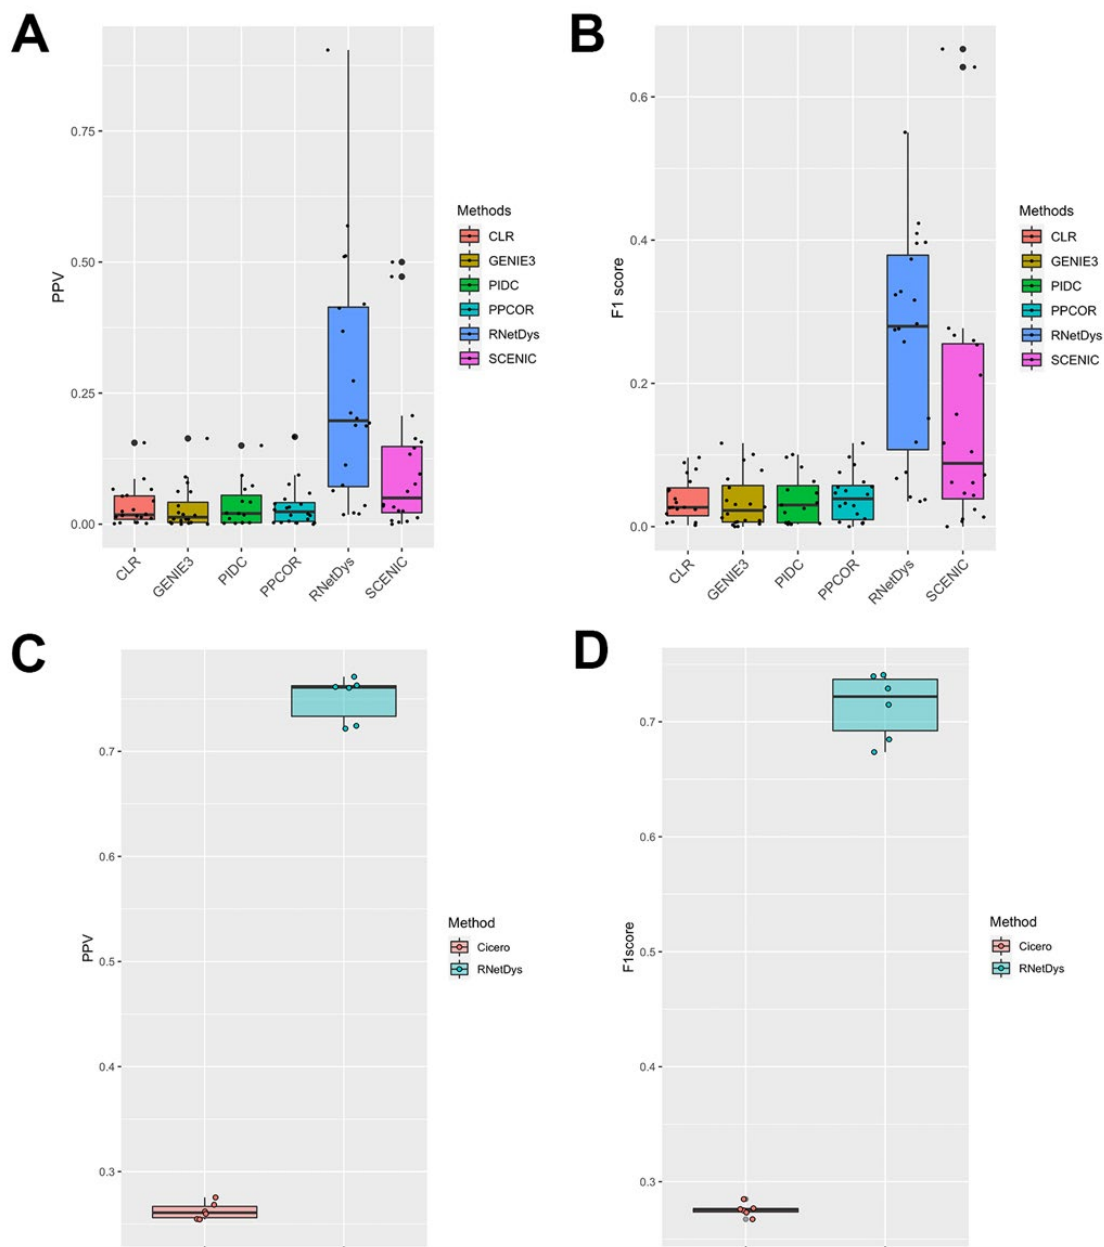 A
PPV
0.75
0.50
0.25
0.00
CLR
GENIE3
PIDC
PPCOR
RNetDys
SCENIC
Methods
CLR
GENIE3
PIDC
PPCOR
RNetDys
SCENIC
B
F1 score
0.6
0.4
0.2
0.0
CLR
GENIE3
PIDC
PPCOR
RNetDys
SCENIC
Methods
CLR
GENIE3
PIDC
PPCOR
RNetDys
SCENIC
C
PPV
0.7
0.6
0.5
0.4
0.3
Method
Cicero
RNetDys
D
F1score
0.7
0.6
0.5
0.4
0.3
Method
Cicero
RNetDys